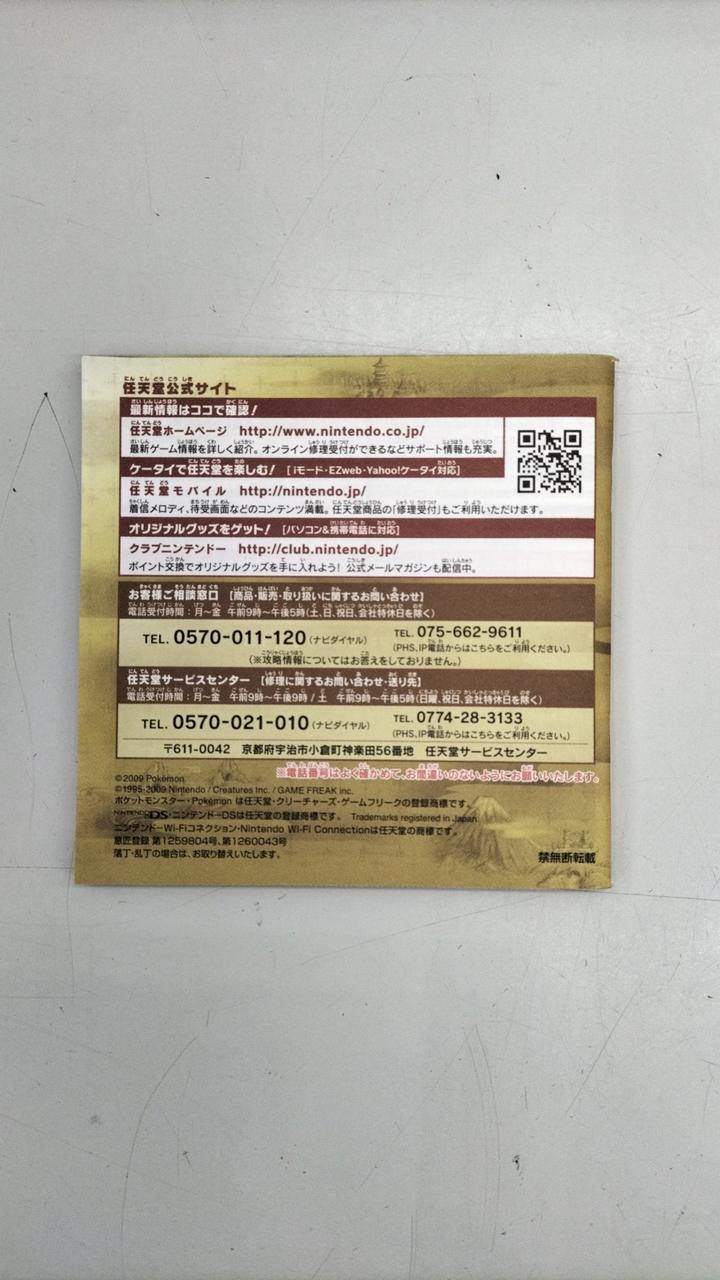 任天堂公式サイト
最新情報はココで確認！
任天堂ホームページ http://www.nintendo.co.jp/
最新ゲーム情報を詳しく紹介。オンライン修理受付ができるなどサポート情報も充実。
ケータイで任天堂を楽しむ！ [iモード・EZweb・Yahoo!ケータイ対応]
任天堂モバイル http://nintendo.jp/
着信メロディ、待受画面などのコンテンツ満載。任天堂商品の「修理受付」もご利用いただけます。
オリジナルグッズをゲット！ [パソコン&携帯電話に対応]
クラブニンテンドー http://club.nintendo.jp/
ポイント交換でオリジナルグッズを手に入れよう！ 公式メールマガジンも配信中。
お客様ご相談窓口 [商品・販売・取り扱いに関するお問い合わせ]
電話受付時間：月～金 午前9時～午後5時(土、日、祝日、会社特休日を除く)
TEL. 0570-011-120 (ナビダイヤル) TEL. 075-662-9611
(PHS、IP電話からはこちらをご利用ください。)
(※攻略情報についてはお答えをしておりません。)
任天堂サービスセンター [修理に関するお問い合わせ・送り先]
電話受付時間：月～金 午前9時～午後9時 / 土 午前9時～午後5時(日曜、祝日、会社特休日を除く)
TEL. 0570-021-010 (ナビダイヤル) TEL. 0774-28-3133
(PHS、IP電話からはこちらをご利用ください。)
〒611-0042 京都府宇治市小倉町神楽田56番地 任天堂サービスセンター
※電話番号はよく確かめて、お間違いのないようにお願いいたします。
©2009 Pokémon.
©1995-2009 Nintendo / Creatures Inc. / GAME FREAK inc.
ポケットモンスター・Pokémon は任天堂・クリーチャーズ・ゲームフリークの登録商標です。
NINTENDO DS・ニンテンドーDSは任天堂の登録商標です。 Trademarks registered in Japan.
ニンテンドーWi-Fiコネクション・Nintendo Wi-Fi Connectionは任天堂の商標です。
意匠登録 第1259804号、第1260043号
落丁・乱丁の場合は、お取り替えいたします。
禁無断転載